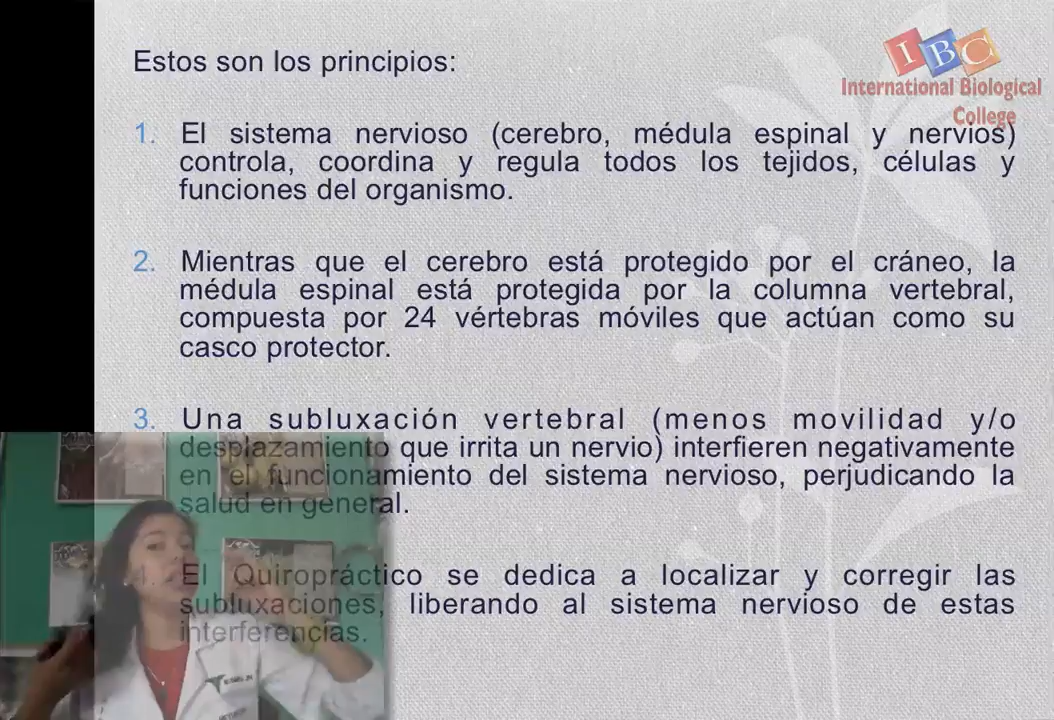 IBC
International Biological
College
Estos son los principios:
1. El sistema nervioso (cerebro, médula espinal y nervios)
controla, coordina y regula todos los tejidos, células y
funciones del organismo.
2. Mientras que el cerebro está protegido por el cráneo, la
médula espinal está protegida por la columna vertebral,
compuesta por 24 vértebras móviles que actúan como su
casco protector.
3. Una subluxación vertebral (menos movilidad y/o
desplazamiento que irrita un nervio) interfieren negativamente
en el funcionamiento del sistema nervioso, perjudicando la
salud en general.
4. El Quiropráctico se dedica a localizar y corregir las
subluxaciones, liberando al sistema nervioso de estas
interferencias.